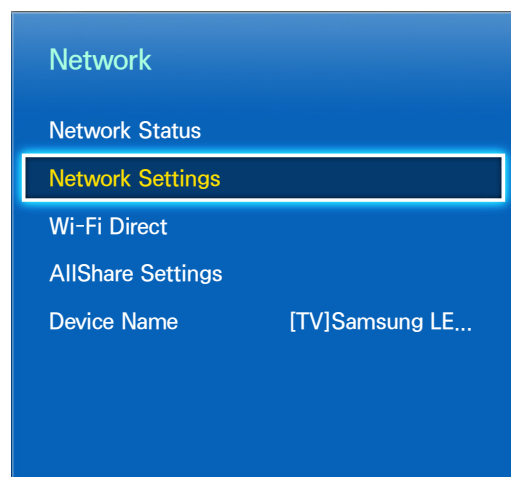 Network
Network Status
Network Settings
Wi-Fi Direct
AllShare Settings
Device Name [TV]Samsung LE...